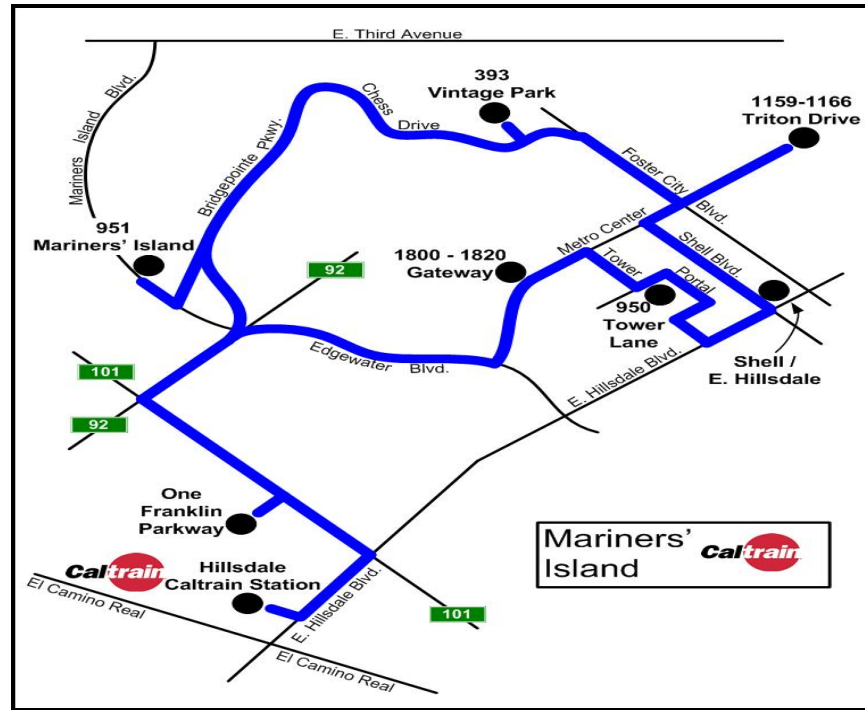 E. Third Avenue
Mariners Island Blvd.
Bridgepointe Pkwy.
Chess
Drive
393
Vintage Park
1159-1166
Triton Drive
Foster City
Blvd.
951
Mariners' Island
92
1800 - 1820
Gateway
Metro Center
Shell Blvd.
Tower
Portal
950
Tower
Lane
Edgewater Blvd.
E. Hillsdale Blvd.
Shell /
E. Hillsdale
101
92
One
Franklin
Parkway
Mariners'
Island
Caltrain
Caltrain
Hillsdale
Caltrain Station
El Camino Real
E. Hillsdale Blvd.
101
El Camino Real